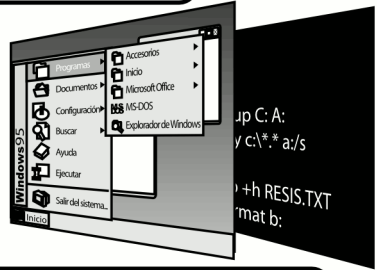 Programas
Documentos
Configuración
Buscar
Ayuda
Ejecutar
Salir del sistema...
Windows95
Inicio
Accesorios
Inicio
Microsoft Office
MS-DOS
Explorador de Windows
up C: A:
y c:\*.* a:/s
+h RESIS.TXT
rmat b: